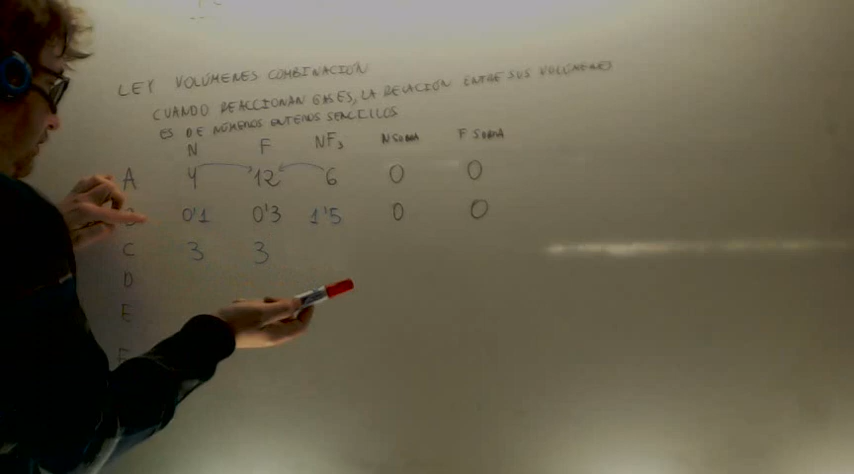 LEY VOLÚMENES COMBINACIÓN
CUANDO REACCIONAN GASES, LA RELACIÓN ENTRE SUS VOLÚMENES
ES DE NÚMEROS ENTEROS SENCILLOS
N F NF3 N SOBRA F SOBRA
A 4 12 6 0 0
0'1 0'3 1'5 0 0
C 3 3
D
E
F